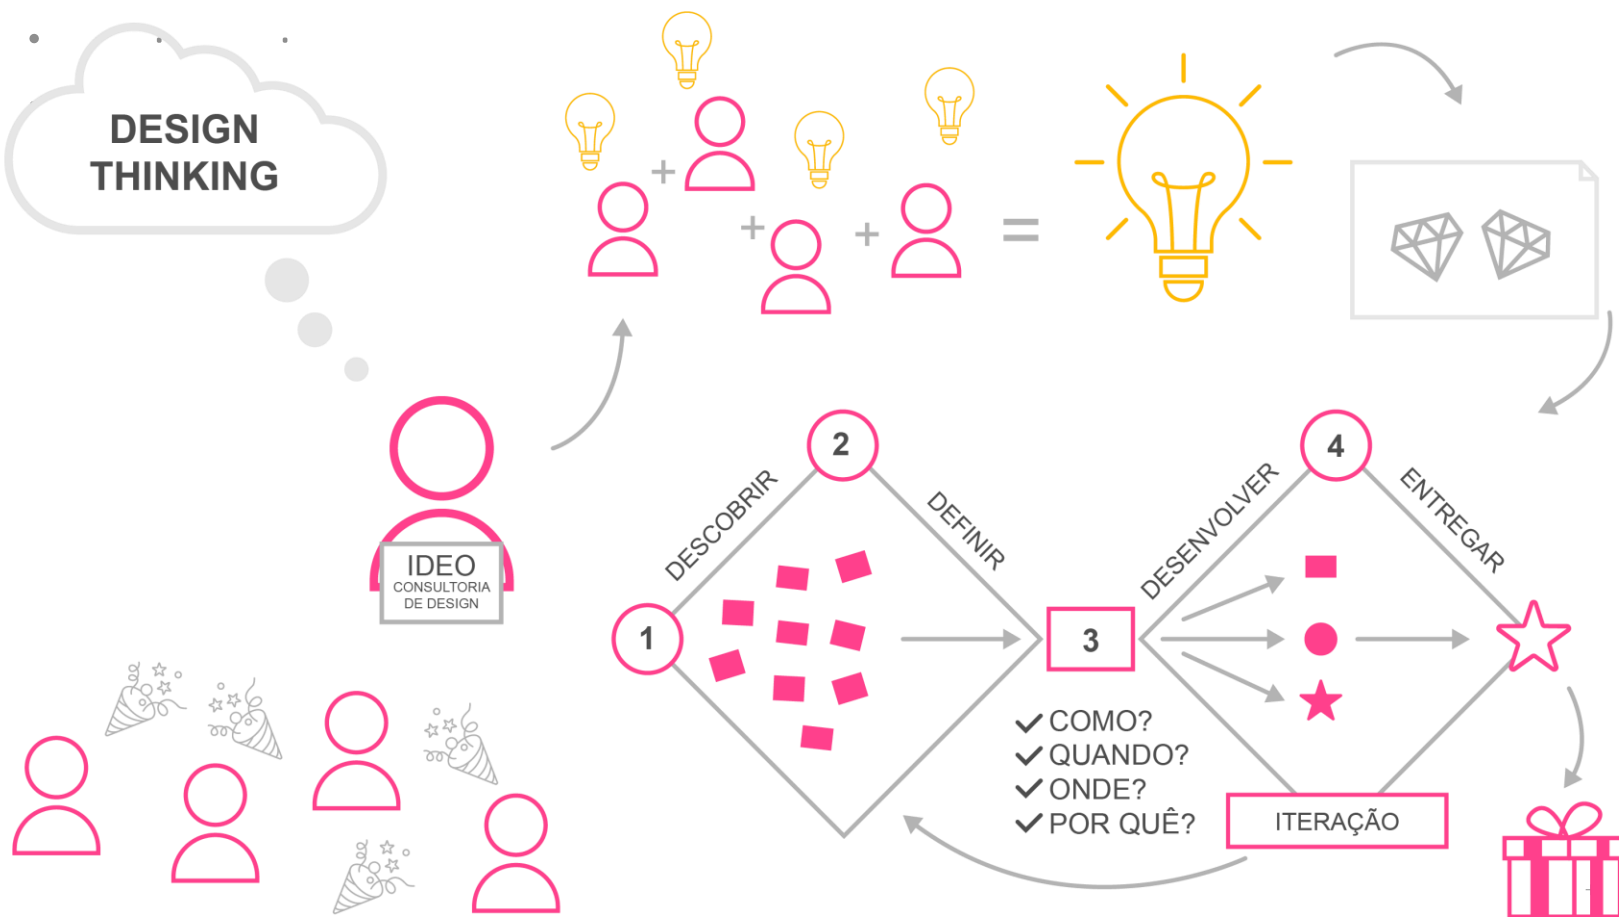 DESIGN
THINKING
IDEO
CONSULTORIA
DE DESIGN
1
DESCOBRIR
2
DEFINIR
3
COMO?
QUANDO?
ONDE?
POR QUÊ?
DESENVOLVER
4
ENTREGAR
ITERAÇÃO